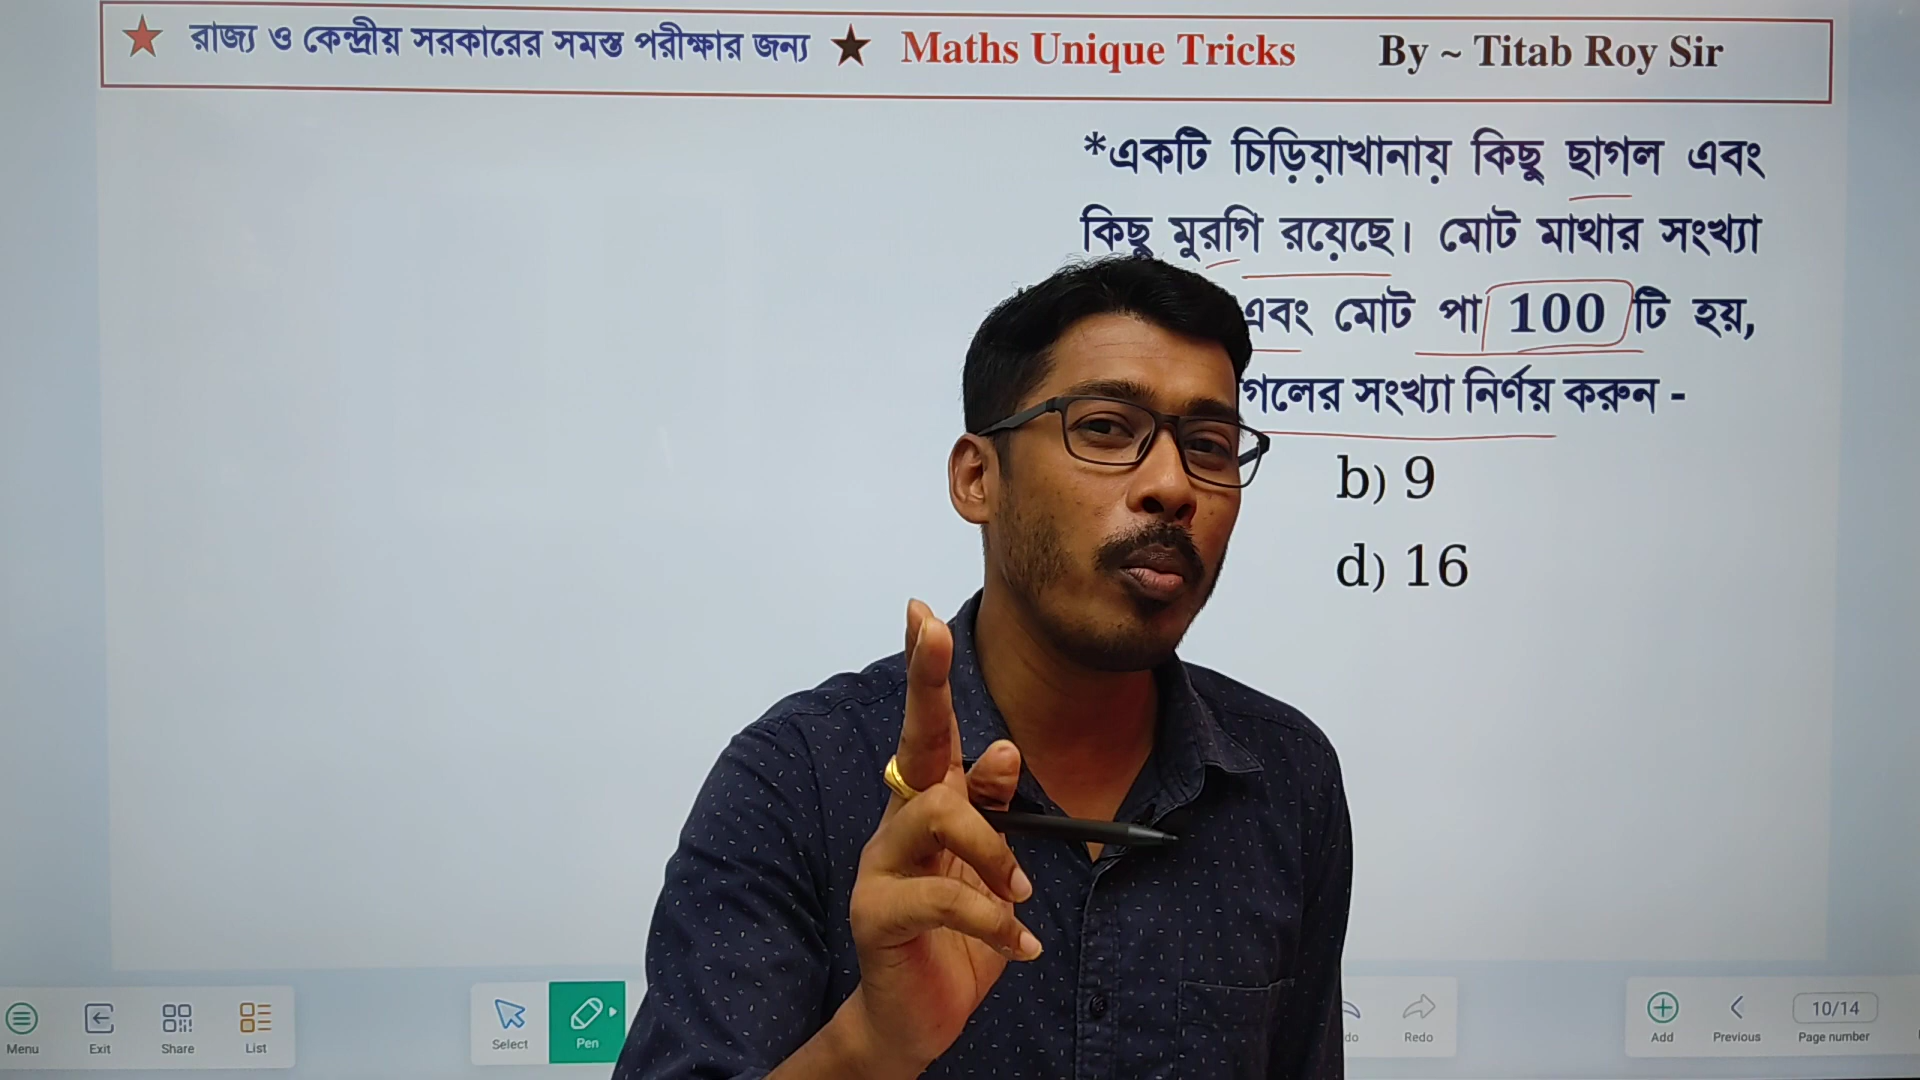 রাজ্য ও কেন্দ্রীয় সরকারের সমস্ত পরীক্ষার জন্য ★ Maths Unique Tricks By ~ Titab Roy Sir
*একটি চিড়িয়াখানায় কিছু ছাগল এবং
কিছু মুরগি রয়েছে। মোট মাথার সংখ্যা
এবং মোট পা 100 টি হয়,
গলের সংখ্যা নির্ণয় করুন -
b) 9
d) 16
Menu Exit Share List Select Pen Redo Add Previous 10/14 Page number